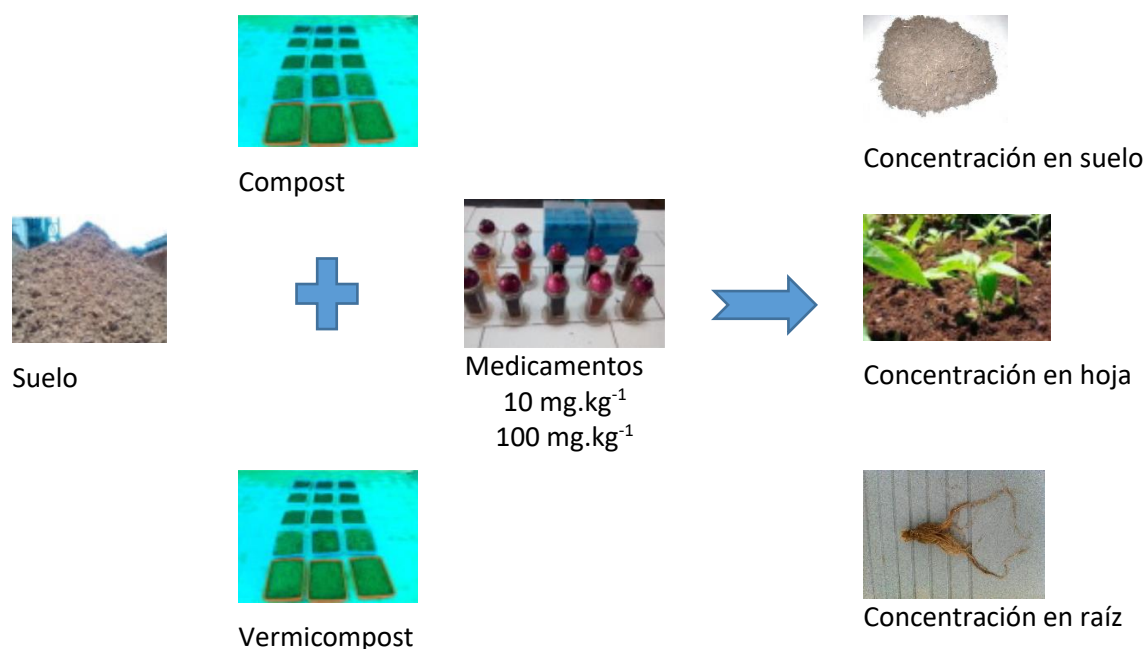 Compost
Concentración en suelo
Suelo
Medicamentos
10 mg.kg⁻¹
100 mg.kg⁻¹
Concentración en hoja
Vermicompost
Concentración en raíz